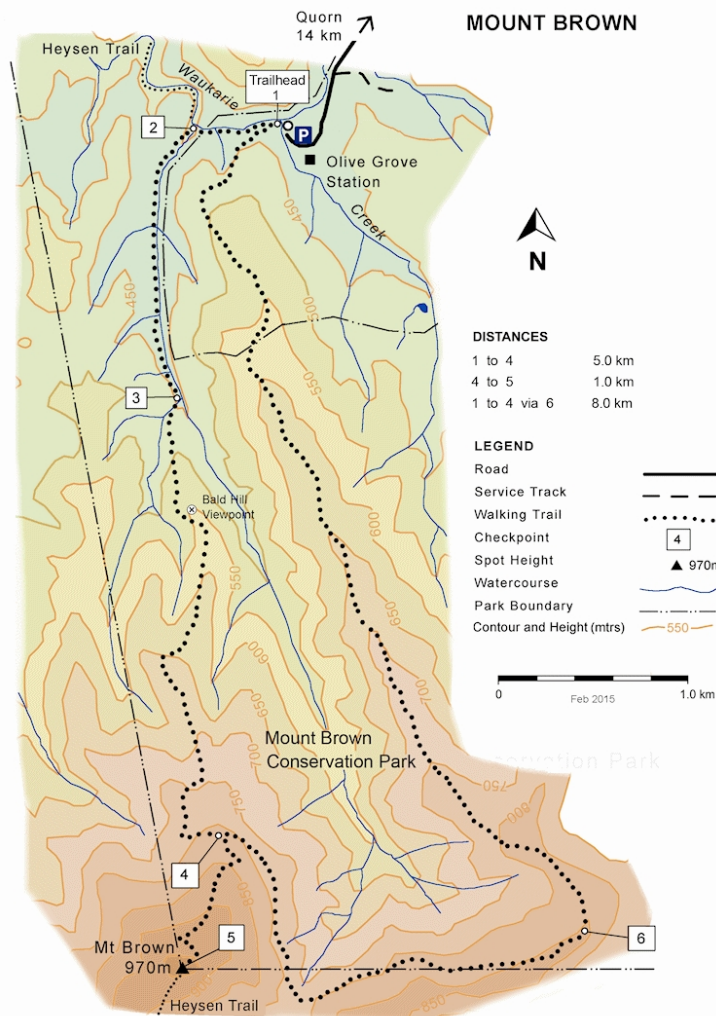 MOUNT BROWN
Quorn
14 km
Heysen Trail
Waukarie
Trailhead
1
2
P
Olive Grove
Station
Creek
450
500
N
450
550
DISTANCES
1 to 4 5.0 km
4 to 5 1.0 km
1 to 4 via 6 8.0 km
3
LEGEND
Road
Service Track
Walking Trail
Checkpoint 4
Spot Height 970m
Watercourse
Park Boundary
Contour and Height (mtrs) 550
Bald Hill
Viewpoint
600
550
650
600
650
700
0 Feb 2015 1.0 km
700
Mount Brown
Conservation Park
servation Park
750
750
800
4
850
5
6
Mt Brown
970m
850
Heysen Trail